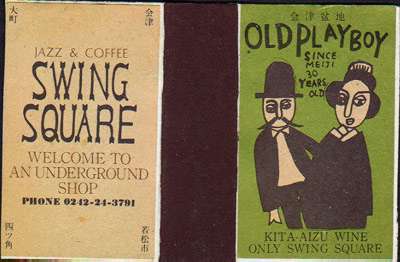 大町
会津
JAZZ & COFFEE
SWING
SQUARE
WELCOME TO
AN UNDERGROUND
SHOP
PHONE 0242-24-3791
四ツ角
若松市
会津盆地
OLD PLAYBOY
SINCE
MEIJI
30
YEARS
OLD
KITA-AIZU WINE
ONLY SWING SQUARE